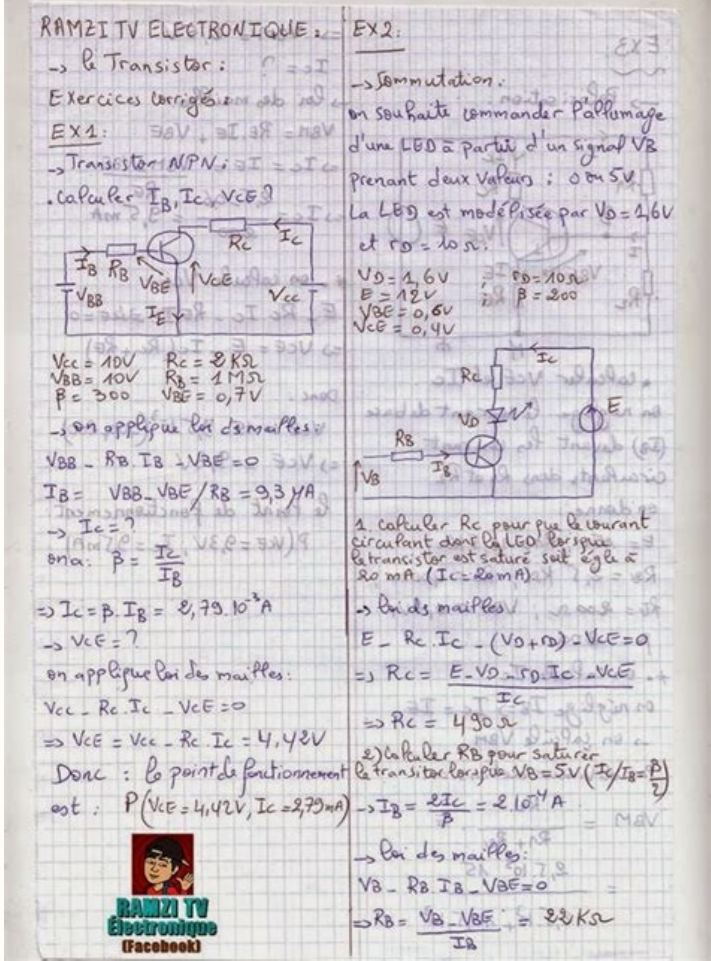 RAMZI TV ELECTRONIQUE :
-> le Transistor :
Exercices corrigés :
EX1 :
-> Transistor NPN :
. Calculer IB, Ic, VCE ?
Rc
Ic
IB
RB
VBE
VCE
VBB
IE
Vcc
Vcc = 10V Rc = 2 KΩ
VBB = 10V RB = 1 MΩ
β = 300 VBE = 0,7V
-> on applique loi ds mailles :
VBB - RB.IB - VBE = 0
IB = VBB - VBE / RB = 9,3 µA
-> Ic = ?
on a : β = Ic / IB
=> Ic = β.IB = 2,79.10⁻³A
-> VCE = ?
on applique loi des mailles :
Vcc - Rc.Ic - VCE = 0
=> VCE = Vcc - Rc.Ic = 4,42V
Donc : le point de fonctionnement
est : P(VCE = 4,42V, Ic = 2,79mA)
RAMZI TV
Électronique
(Facebook)
EX2 :
-> Commutation :
on souhaite commander l'allumage
d'une LED à partir d'un signal VB
prenant deux valeurs : 0 ou 5V
La LED est modélisée par VD = 1,6V
et rD = 10Ω.
VD = 1,6V ; rD = 10Ω
E = 12V ; β = 200
VBE = 0,6V
VCE = 0,4V
Ic
Rc
VD
E
RB
IB
VB
1. calculer Rc pour que le courant
circulant dans la LED lorsque
le transistor est saturé soit égle à
20 mA (Ic = 20mA)
-> loi ds mailles
E - Rc.Ic - (VD + rD) - VCE = 0
=> Rc = E - VD - rD.Ic - VCE / Ic
=> Rc = 490Ω
2) Calculer RB pour saturer
le transitor lorsque VB = 5V (Ic/IB = β/2)
-> IB = 2Ic / β = 2.10⁻⁴A
-> loi des mailles :
VB - RB.IB - VBE = 0
=> RB = VB - VBE / IB = 22 KΩ